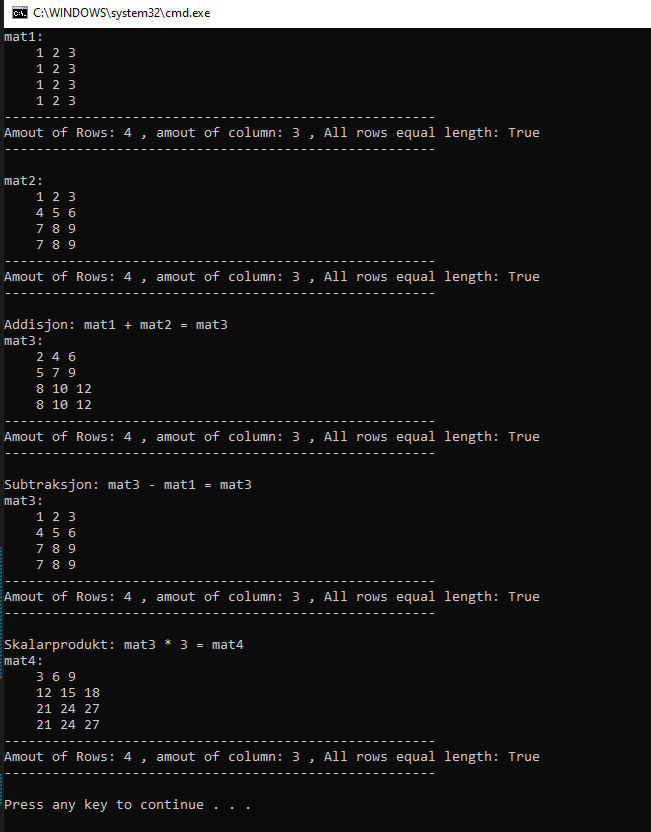 C:\WINDOWS\system32\cmd.exe
mat1:
    1 2 3
    1 2 3
    1 2 3
    1 2 3
------------------------------------------------------
Amout of Rows: 4 , amout of column: 3 , All rows equal length: True
------------------------------------------------------

mat2:
    1 2 3
    4 5 6
    7 8 9
    7 8 9
------------------------------------------------------
Amout of Rows: 4 , amout of column: 3 , All rows equal length: True
------------------------------------------------------

Addisjon: mat1 + mat2 = mat3
mat3:
    2 4 6
    5 7 9
    8 10 12
    8 10 12
------------------------------------------------------
Amout of Rows: 4 , amout of column: 3 , All rows equal length: True
------------------------------------------------------

Subtraksjon: mat3 - mat1 = mat3
mat3:
    1 2 3
    4 5 6
    7 8 9
    7 8 9
------------------------------------------------------
Amout of Rows: 4 , amout of column: 3 , All rows equal length: True
------------------------------------------------------

Skalarprodukt: mat3 * 3 = mat4
mat4:
    3 6 9
    12 15 18
    21 24 27
    21 24 27
------------------------------------------------------
Amout of Rows: 4 , amout of column: 3 , All rows equal length: True
------------------------------------------------------

Press any key to continue . . .